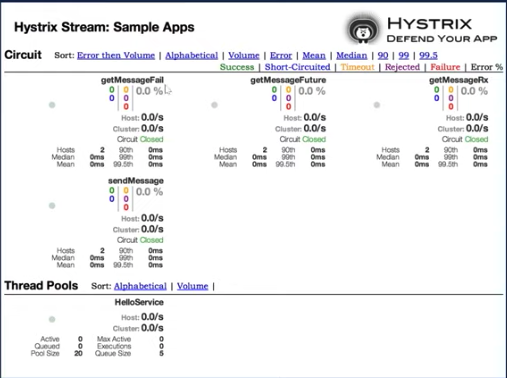 Hystrix Stream: Sample Apps
HYSTRIX
DEFEND YOUR APP
Circuit Sort: Error then Volume | Alphabetical | Volume | Error | Mean | Median | 90 | 99 | 99.5
Success | Short-Circuited | Timeout | Rejected | Failure | Error %
getMessageFail getMessageFuture getMessageRx
0 0 0.0 % 0 0 0.0 % 0 0 0.0 %
0 0 0 0 0 0
0 0 0
Host: 0.0/s Host: 0.0/s Host: 0.0/s
Cluster: 0.0/s Cluster: 0.0/s Cluster: 0.0/s
Circuit Closed Circuit Closed Circuit Closed
Hosts 2 90th 0ms Hosts 2 90th 0ms Hosts 2 90th 0ms
Median 0ms 99th 0ms Median 0ms 99th 0ms Median 0ms 99th 0ms
Mean 0ms 99.5th 0ms Mean 0ms 99.5th 0ms Mean 0ms 99.5th 0ms
sendMessage
0 0 0.0 %
0 0
0
Host: 0.0/s
Cluster: 0.0/s
Circuit Closed
Hosts 2 90th 0ms
Median 0ms 99th 0ms
Mean 0ms 99.5th 0ms
Thread Pools Sort: Alphabetical | Volume |
HelloService
Host: 0.0/s
Cluster: 0.0/s
Active 0 Max Active 0
Queued 0 Executions 0
Pool Size 20 Queue Size 5